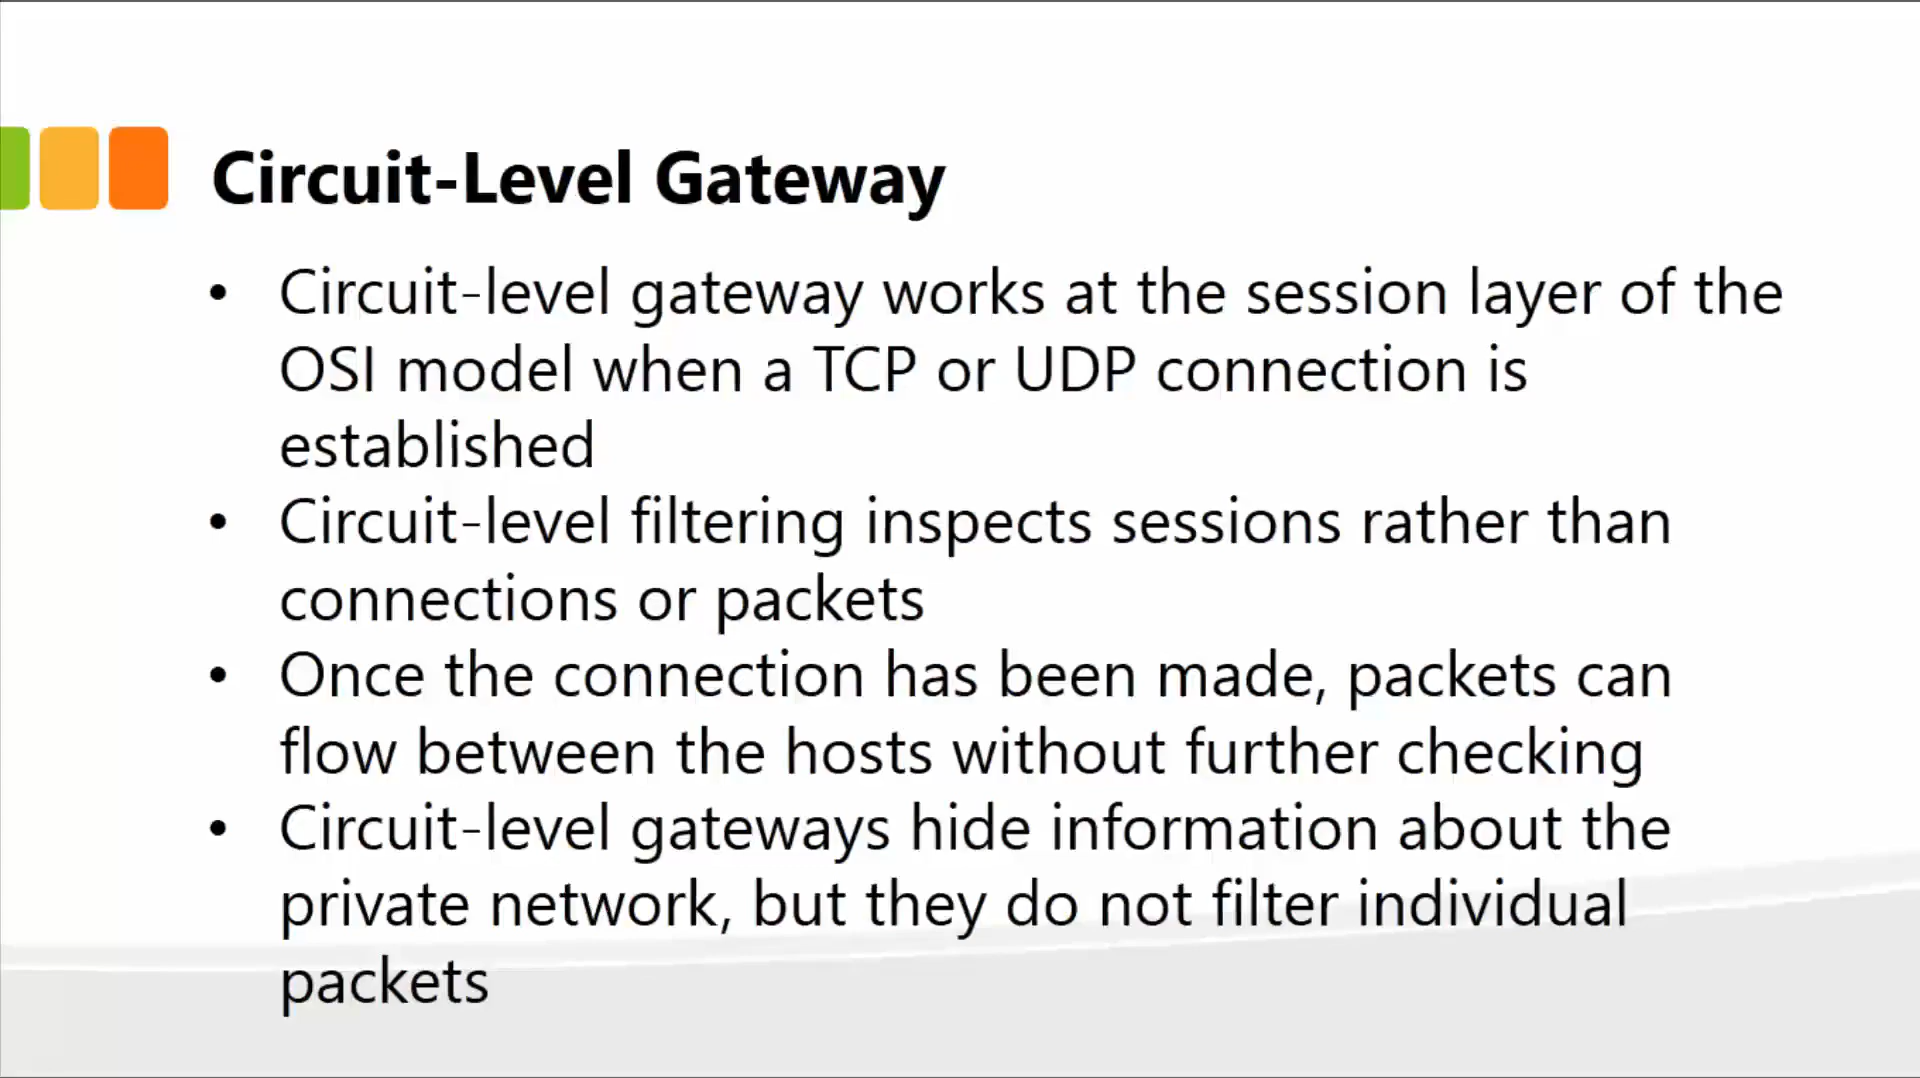 Circuit-Level Gateway
• Circuit-level gateway works at the session layer of the
OSI model when a TCP or UDP connection is
established
• Circuit-level filtering inspects sessions rather than
connections or packets
• Once the connection has been made, packets can
flow between the hosts without further checking
• Circuit-level gateways hide information about the
private network, but they do not filter individual
packets